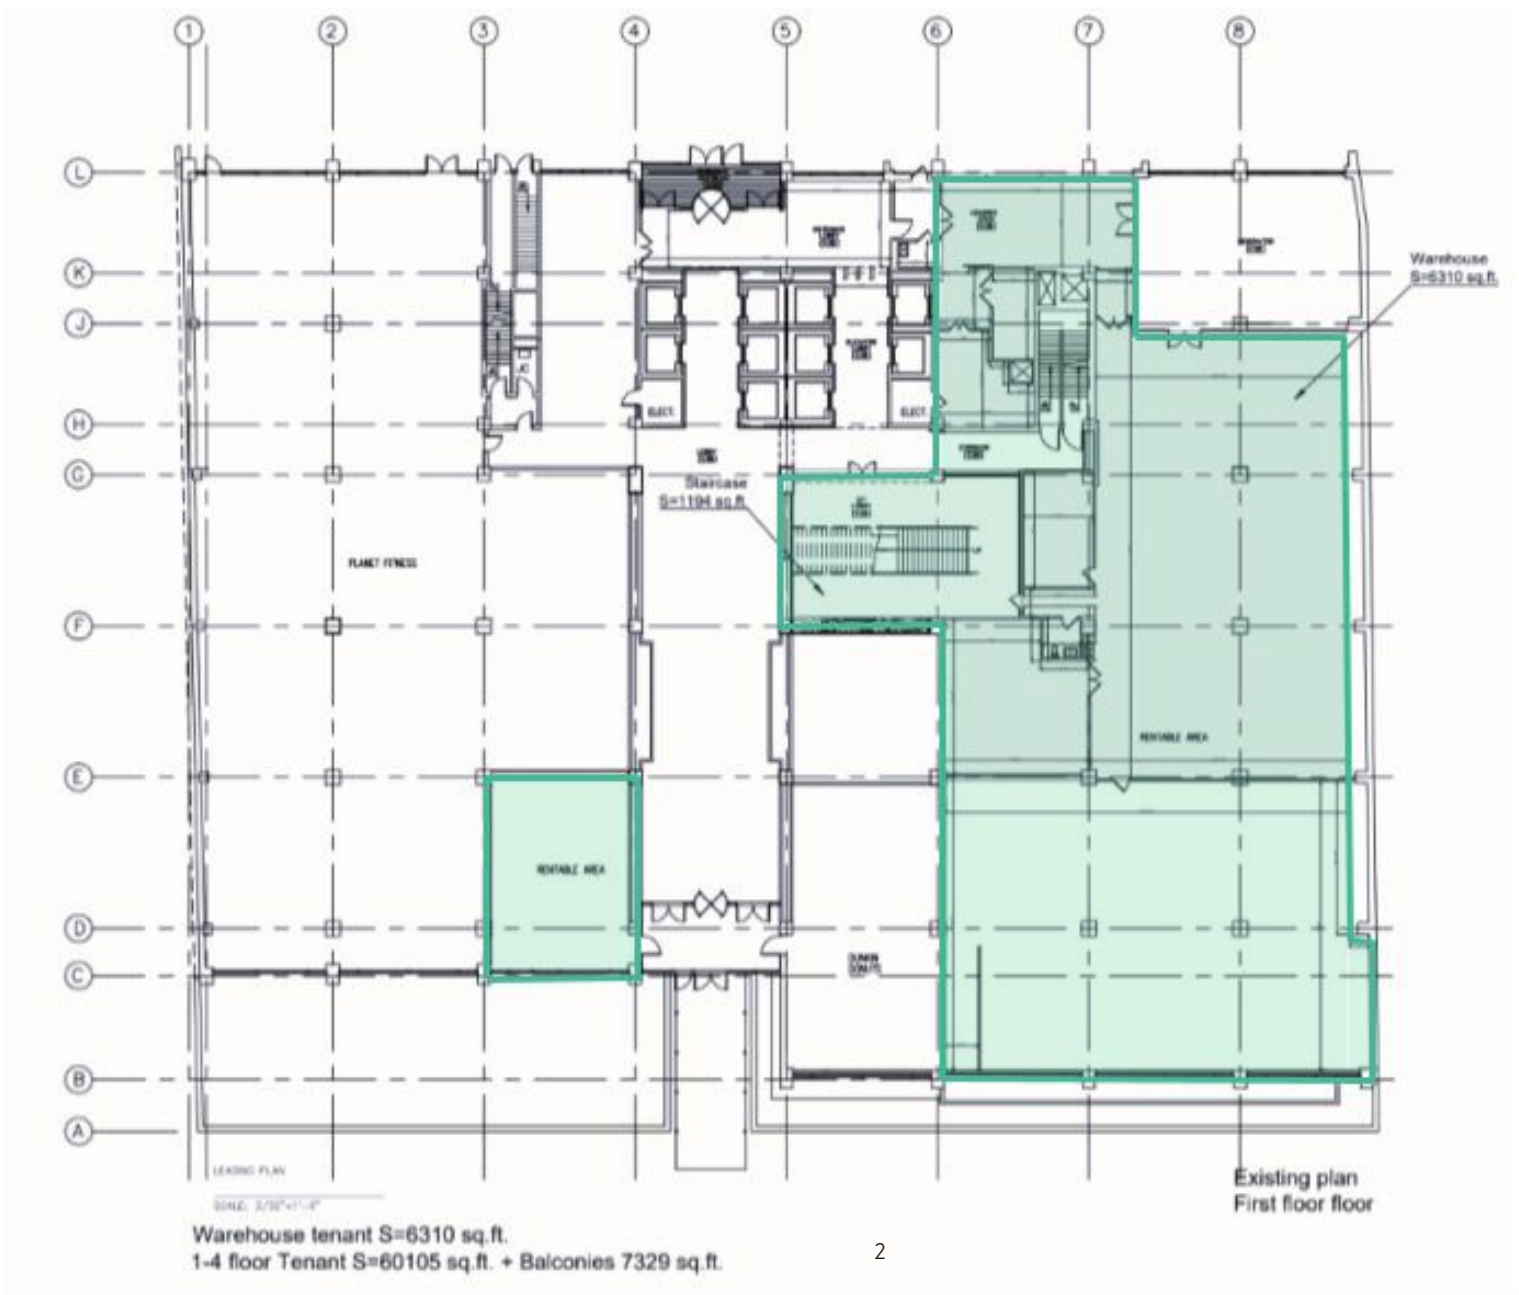 1 2 3 4 5 6 7 8
L
K
J
H
G
F
E
D
C
B
A
Warehouse
S=6310 sq.ft.
ELECT.
ELECT.
LOBBY
Staircase
S=1194 sq.ft.
PLANET FITNESS
RENTABLE AREA
RENTABLE AREA
DUNKIN
DONUTS
LEASING PLAN
Existing plan
First floor floor
Warehouse tenant S=6310 sq.ft.
1-4 floor Tenant S=60105 sq.ft. + Balconies 7329 sq.ft.
2